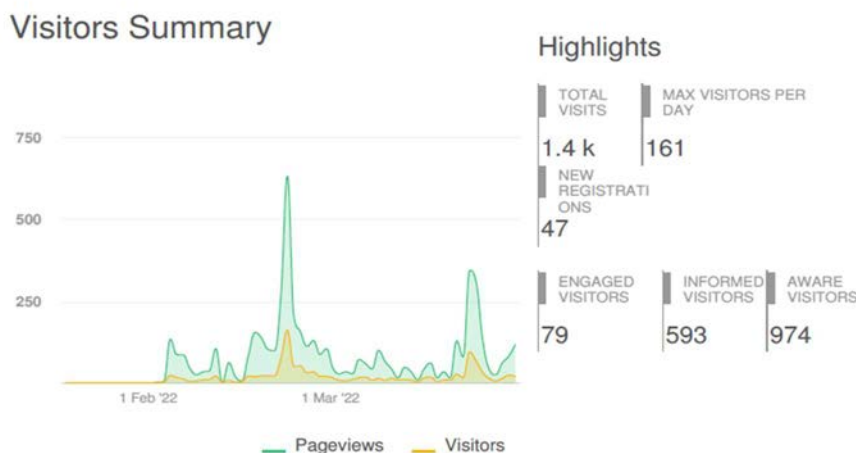 Visitors Summary
Highlights
TOTAL
VISITS
1.4 k
MAX VISITORS PER
DAY
161
NEW
REGISTRATI
ONS
47
ENGAGED
VISITORS
79
INFORMED
VISITORS
593
AWARE
VISITORS
974
750
500
250
1 Feb '22
1 Mar '22
Pageviews
Visitors